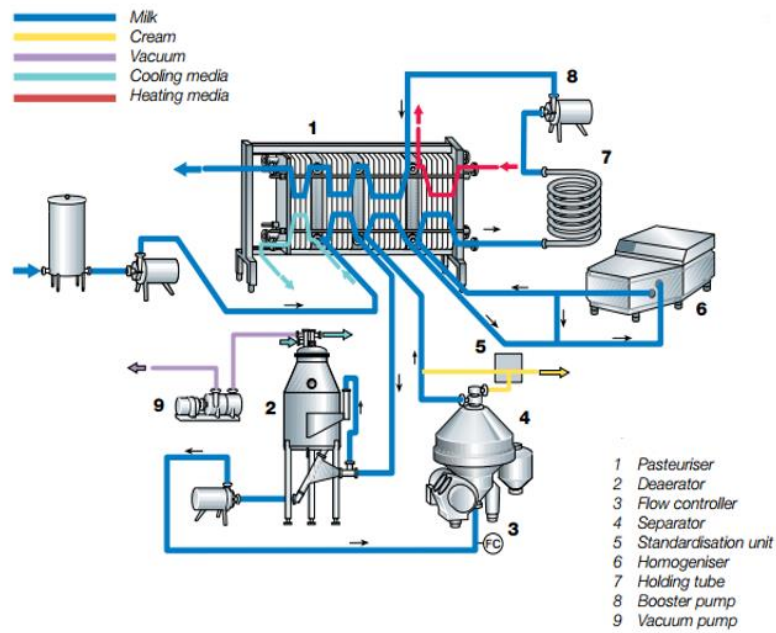 Milk
Cream
Vacuum
Cooling media
Heating media
1
8
7
6
5
2
9
4
3
FC
1 Pasteuriser
2 Deaerator
3 Flow controller
4 Separator
5 Standardisation unit
6 Homogeniser
7 Holding tube
8 Booster pump
9 Vacuum pump